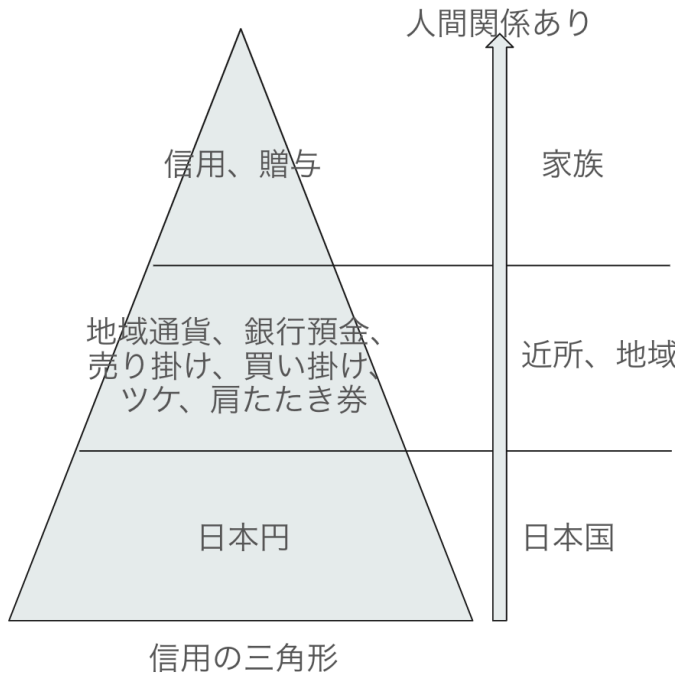 人間関係あり
信用、贈与
家族
地域通貨、銀行預金、
売り掛け、買い掛け、
ツケ、肩たたき券
近所、地域
日本円
日本国
信用の三角形